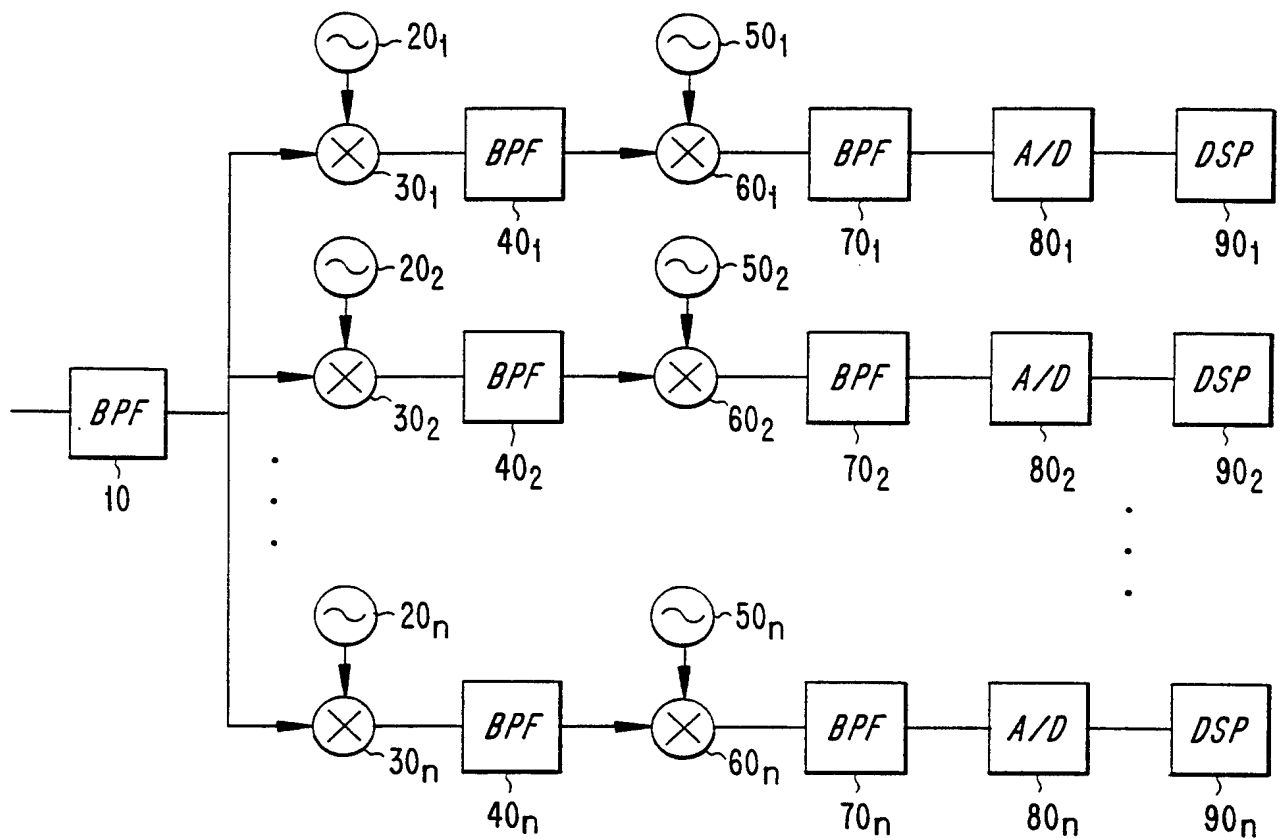 20₁ 50₁
BPF BPF A/D DSP
30₁ 60₁
40₁ 70₁ 80₁ 90₁
20₂ 50₂
BPF BPF A/D DSP
BPF
30₂ 60₂
40₂ 70₂ 80₂ 90₂
10
20n 50n
BPF BPF A/D DSP
30n 60n
40n 70n 80n 90n